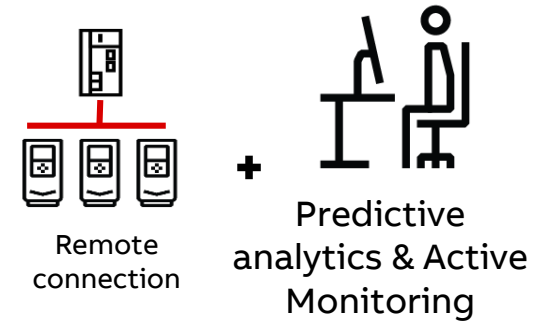 +
Remote
connection
Predictive
analytics & Active
Monitoring